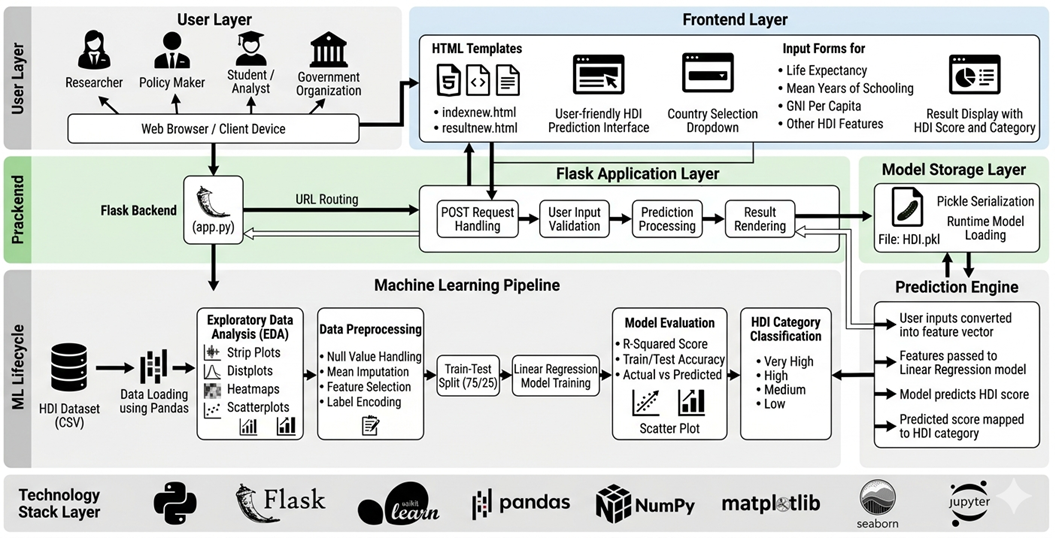 User Layer
User Layer
Researcher
Policy Maker
Student /
Analyst
Government
Organization
Web Browser / Client Device
Frontend Layer
HTML Templates
• indexnew.html
• resultnew.html
User-friendly HDI
Prediction Interface
Country Selection
Dropdown
Input Forms for
• Life Expectancy
• Mean Years of Schooling
• GNI Per Capita
• Other HDI Features
Result Display with
HDI Score and Category
Prackenıd
Flask Backend
(app.py)
URL Routing
Flask Application Layer
POST Request
Handling
User Input
Validation
Prediction
Processing
Result
Rendering
Model Storage Layer
File: HDI.pkl
Pickle Serialization
Runtime Model
Loading
ML Lifecycle
Machine Learning Pipeline
HDI Dataset
(CSV)
Data Loading
using Pandas
Exploratory Data
Analysis (EDA)
Strip Plots
Distplots
Heatmaps
Scatterplots
Data Preprocessing
• Null Value Handling
• Mean Imputation
• Feature Selection
• Label Encoding
Train-Test
Split (75/25)
Linear Regression
Model Training
Model Evaluation
• R-Squared Score
• Train/Test Accuracy
• Actual vs Predicted
Scatter Plot
HDI Category
Classification
• Very High
• High
• Medium
• Low
Prediction Engine
User inputs converted
into feature vector
Features passed to
Linear Regression model
Model predicts HDI score
Predicted score mapped
to HDI category
Technology
Stack Layer
Flask
learn
pandas
NumPy
matplotlib
seaborn
jupyter